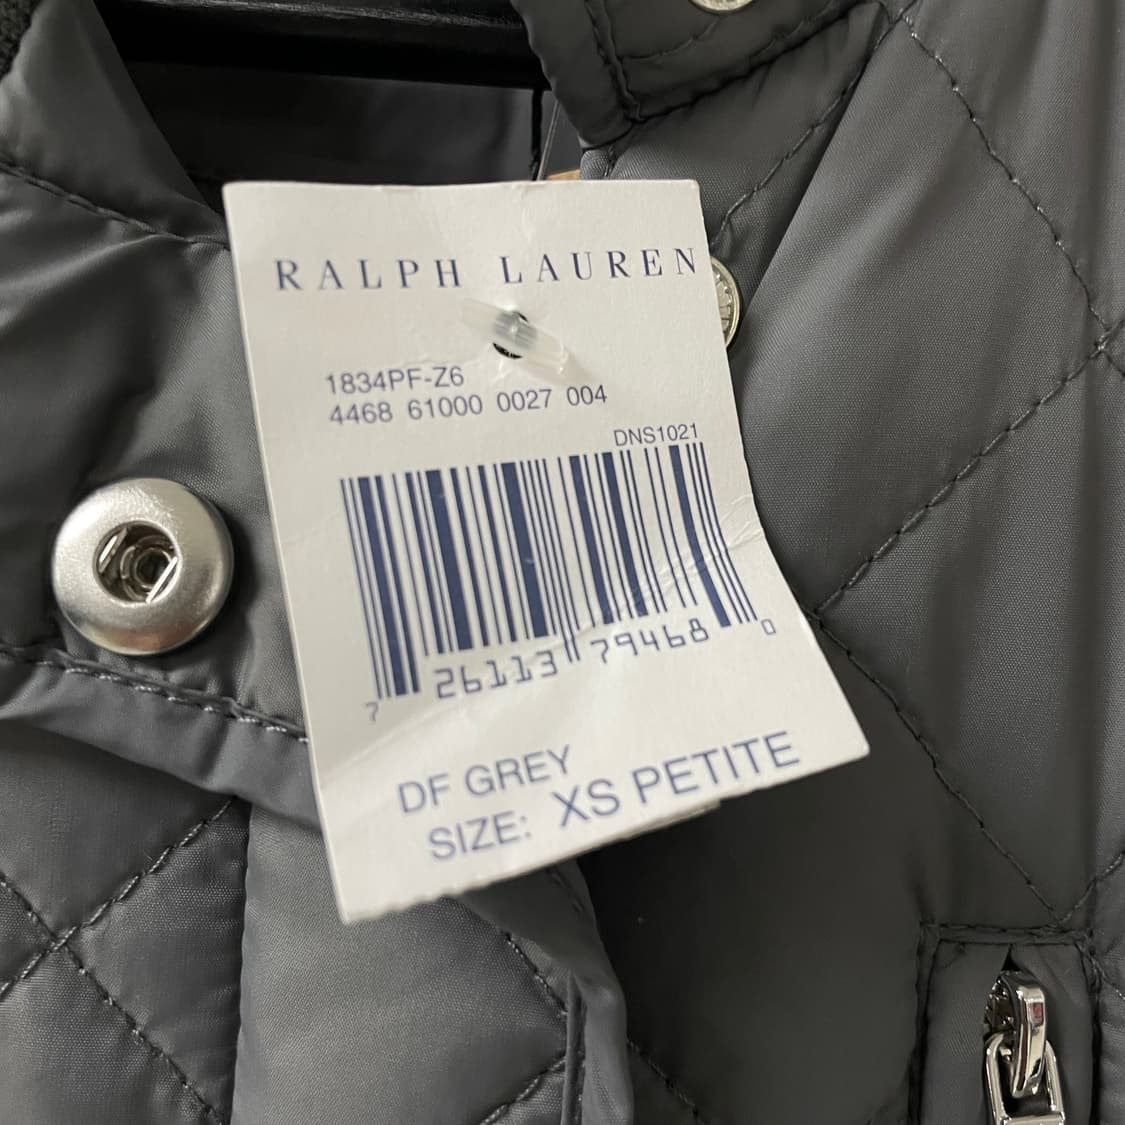 RALPH LAUREN
1834PF-Z6
4468 61000 0027 004
DNS1021
7 26113 79468 0
DF GREY
SIZE: XS PETITE